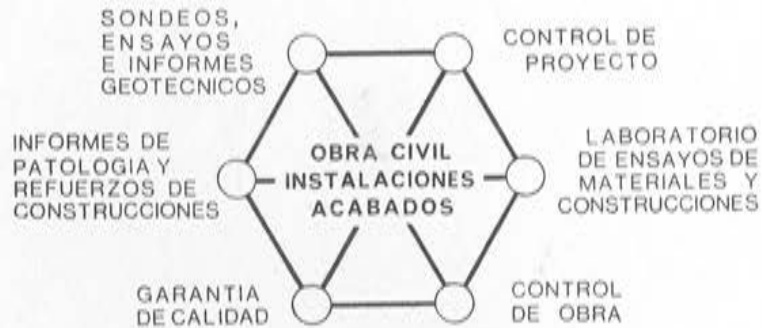 SONDEOS,
ENSAYOS
E INFORMES
GEOTECNICOS
CONTROL DE
PROYECTO
INFORMES DE
PATOLOGIA Y
REFUERZOS DE
CONSTRUCCIONES
OBRA CIVIL
INSTALACIONES
ACABADOS
LABORATORIO
DE ENSAYOS DE
MATERIALES Y
CONSTRUCCIONES
GARANTIA
DE CALIDAD
CONTROL
DE OBRA